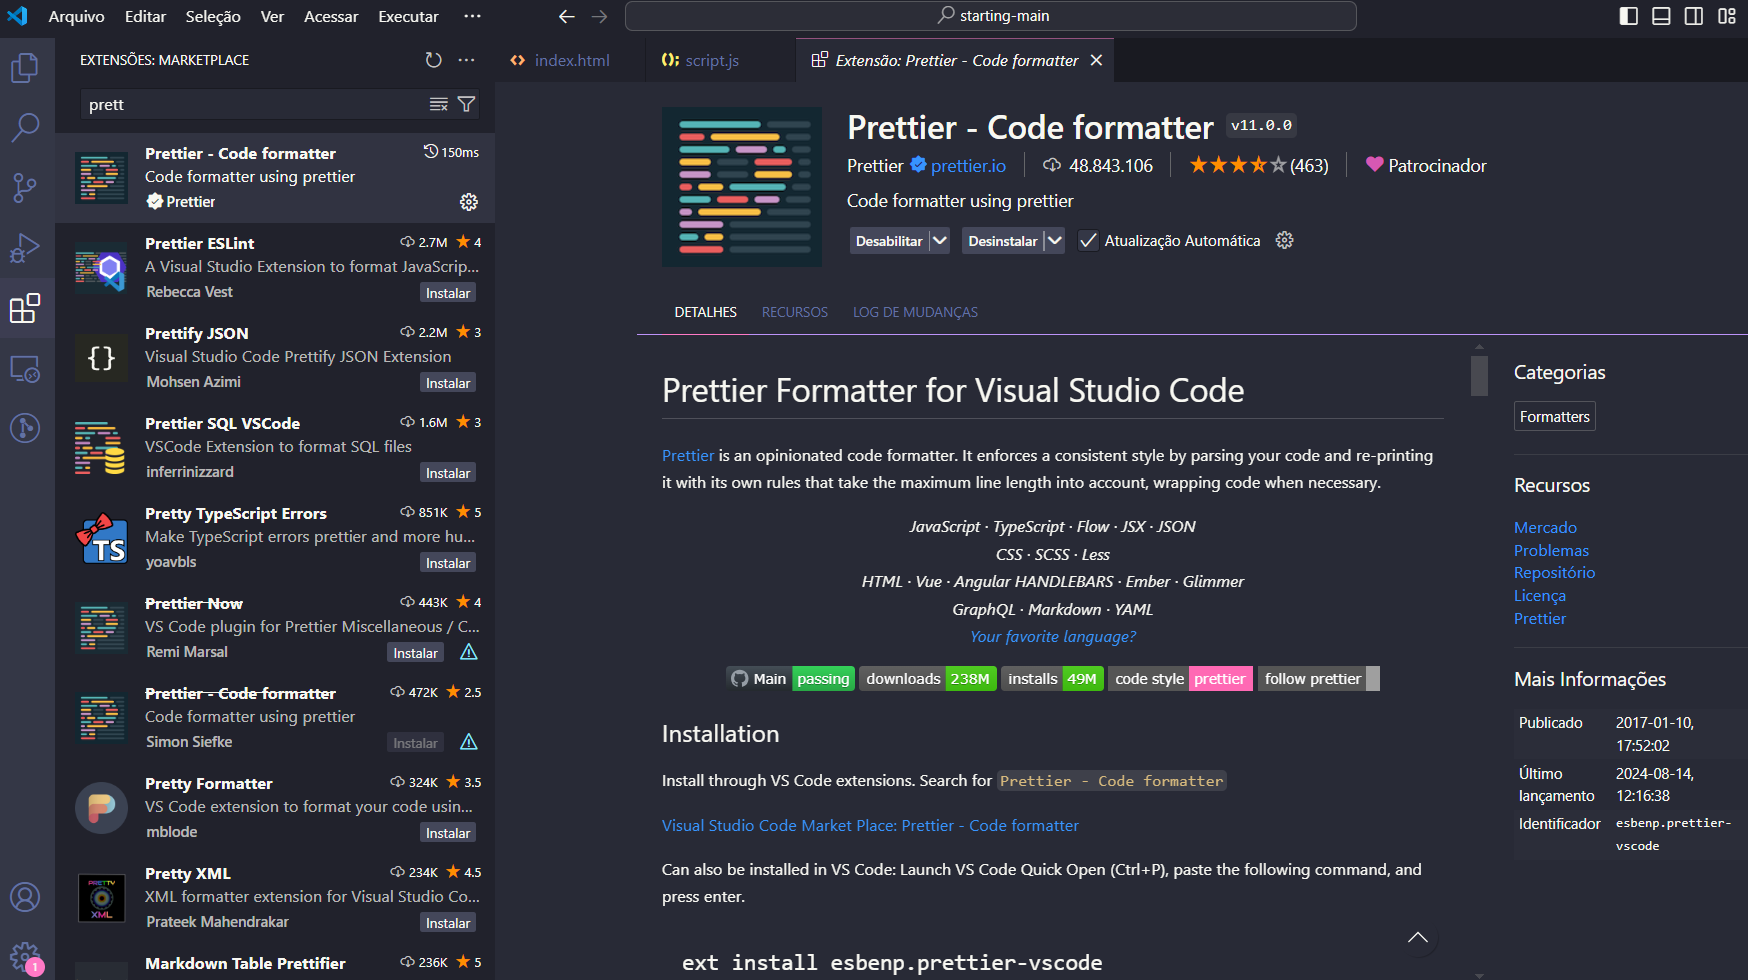 Arquivo Editar Seleção Ver Acessar Executar ···
starting-main
EXTENSÕES: MARKETPLACE
prett
Prettier - Code formatter 150ms
Code formatter using prettier
Prettier
Prettier ESLint 2.7M 4
A Visual Studio Extension to format JavaScrip...
Rebecca Vest Instalar
{} Prettify JSON 2.2M 3
Visual Studio Code Prettify JSON Extension
Mohsen Azimi Instalar
Prettier SQL VSCode 1.6M 3
VSCode Extension to format SQL files
inferrinizzard Instalar
Pretty TypeScript Errors 851K 5
TS Make TypeScript errors prettier and more hu...
yoavbls Instalar
Prettier Now 443K 4
VS Code plugin for Prettier Miscellaneous / C...
Remi Marsal Instalar
Prettier - Code formatter 472K 2.5
Code formatter using prettier
Simon Siefke Instalar
Pretty Formatter 324K 3.5
VS Code extension to format your code usin...
mblode Instalar
Pretty XML 234K 4.5
PRETTY XML
XML formatter extension for Visual Studio Co...
Prateek Mahendrakar Instalar
Markdown Table Prettifier 236K 5
1
index.html script.js Extensão: Prettier - Code formatter
Prettier - Code formatter v11.0.0
Prettier prettier.io 48.843.106 (463) Patrocinador
Code formatter using prettier
Desabilitar Desinstalar Atualização Automática
DETALHES RECURSOS LOG DE MUDANÇAS
Prettier Formatter for Visual Studio Code
Prettier is an opinionated code formatter. It enforces a consistent style by parsing your code and re-printing
it with its own rules that take the maximum line length into account, wrapping code when necessary.
JavaScript · TypeScript · Flow · JSX · JSON
CSS · SCSS · Less
HTML · Vue · Angular HANDLEBARS · Ember · Glimmer
GraphQL · Markdown · YAML
Your favorite language?
Main passing downloads 238M installs 49M code style prettier follow prettier
Installation
Install through VS Code extensions. Search for Prettier - Code formatter
Visual Studio Code Market Place: Prettier - Code formatter
Can also be installed in VS Code: Launch VS Code Quick Open (Ctrl+P), paste the following command, and
press enter.
ext install esbenp.prettier-vscode
Categorias
Formatters
Recursos
Mercado
Problemas
Repositório
Licença
Prettier
Mais Informações
Publicado 2017-01-10,
17:52:02
Último 2024-08-14,
lançamento 12:16:38
Identificador esbenp.prettier-
vscode